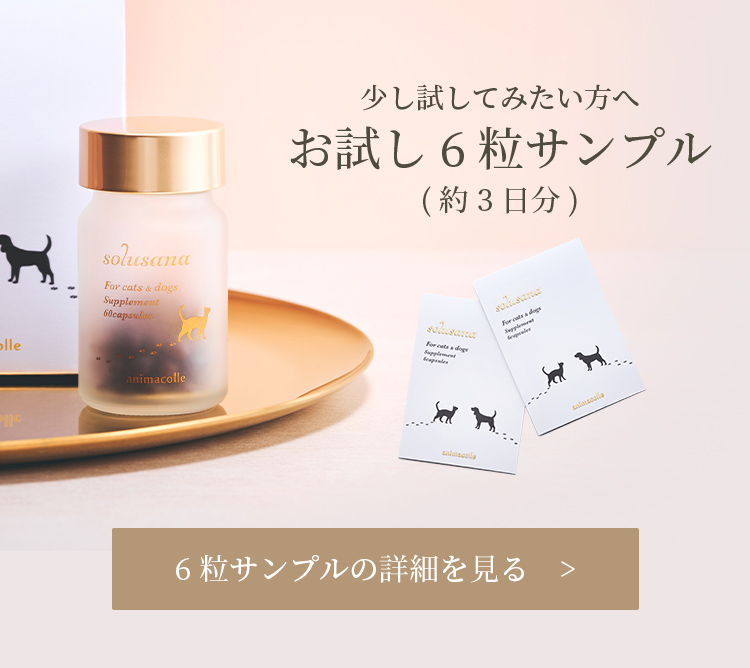 少し試してみたい方へ
お試し6粒サンプル
(約3日分)
solusana
For cats & dogs
Supplement
60capsules
animacolle
lle
solusana
For cats & dogs
Supplement
6capsules
animacolle
solusana
For cats & dogs
Supplement
6capsules
animacolle
6粒サンプルの詳細を見る >